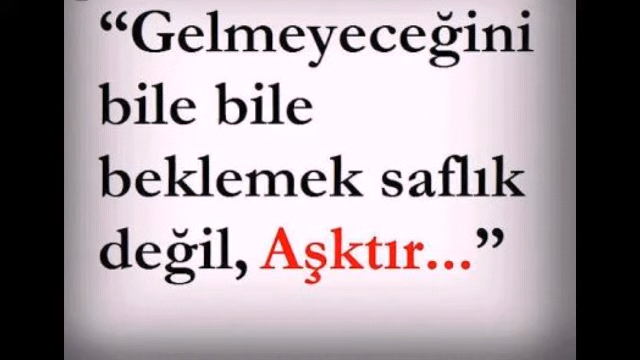 “Gelmeyeceğini
bile bile
beklemek saflık
değil, Aşktır...”